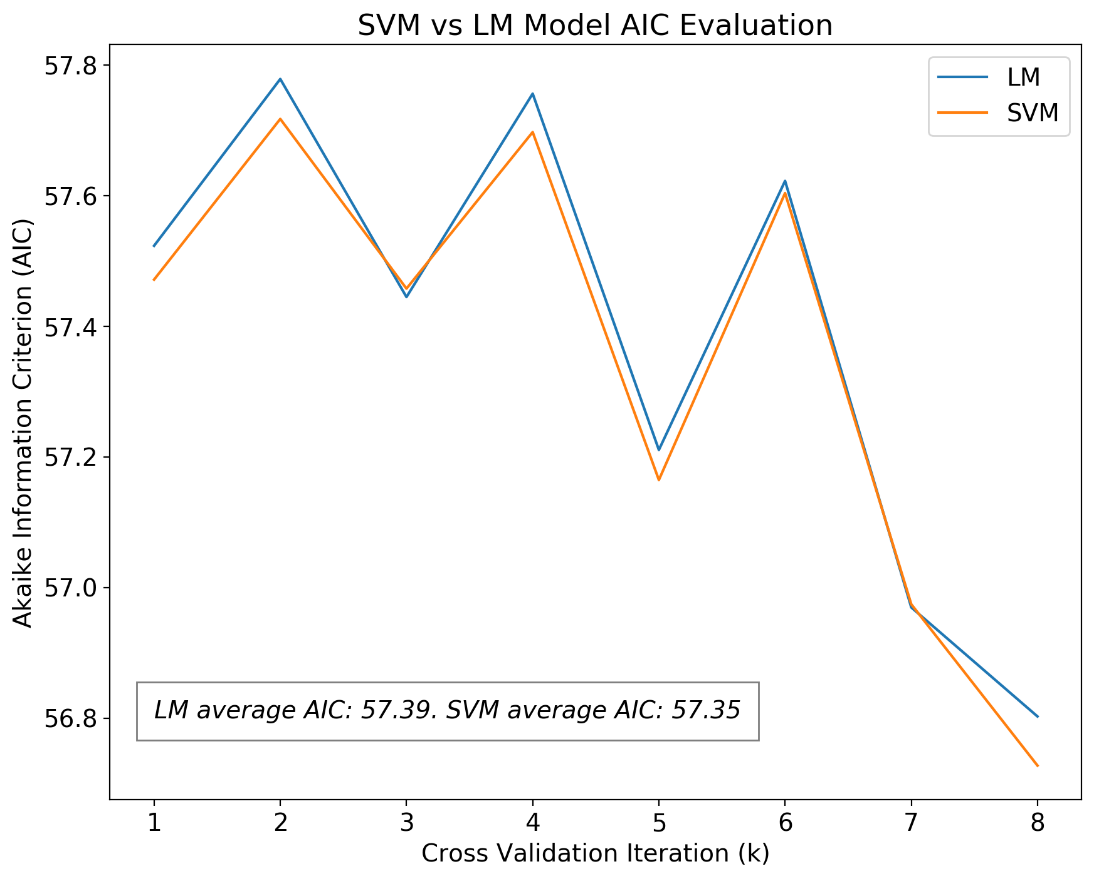 SVM vs LM Model AIC Evaluation
LM
SVM
57.8
57.6
57.4
57.2
57.0
56.8
Akaike Information Criterion (AIC)
LM average AIC: 57.39. SVM average AIC: 57.35
1 2 3 4 5 6 7 8
Cross Validation Iteration (k)